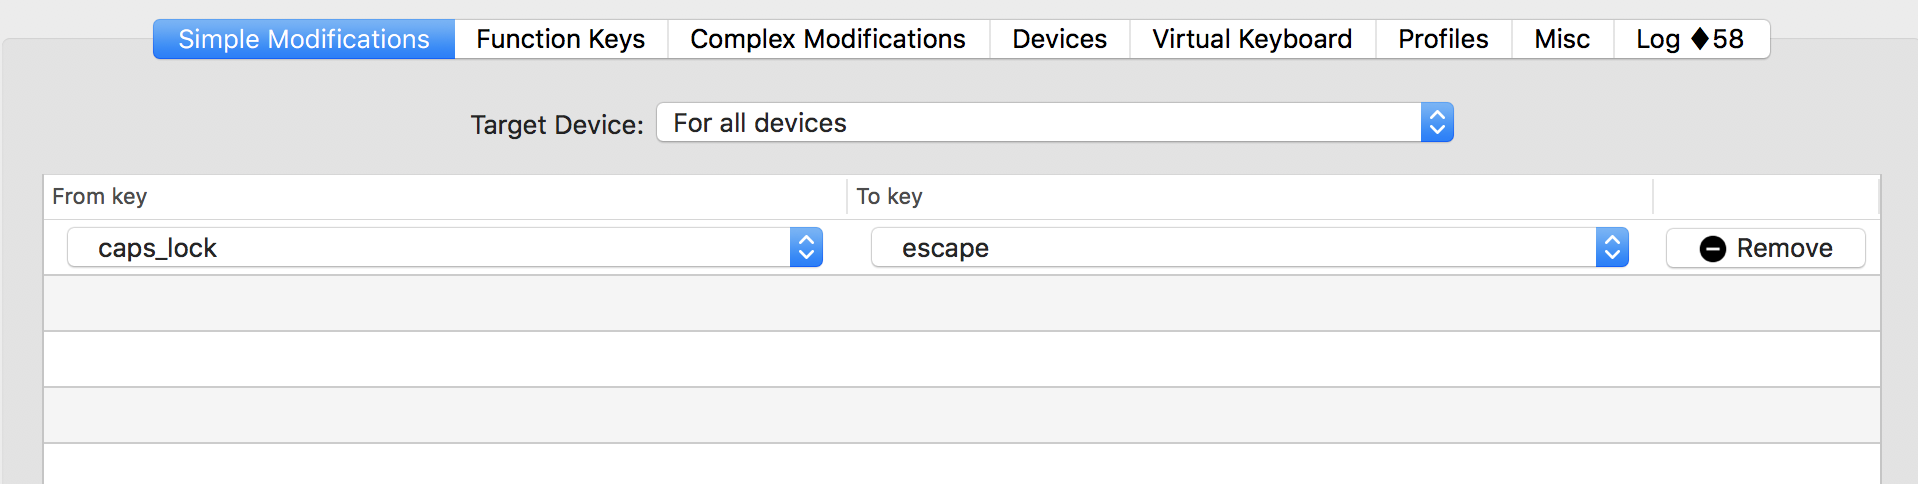 Simple Modifications Function Keys Complex Modifications Devices Virtual Keyboard Profiles Misc Log ♦58
Target Device: For all devices
From key To key
caps_lock escape Remove